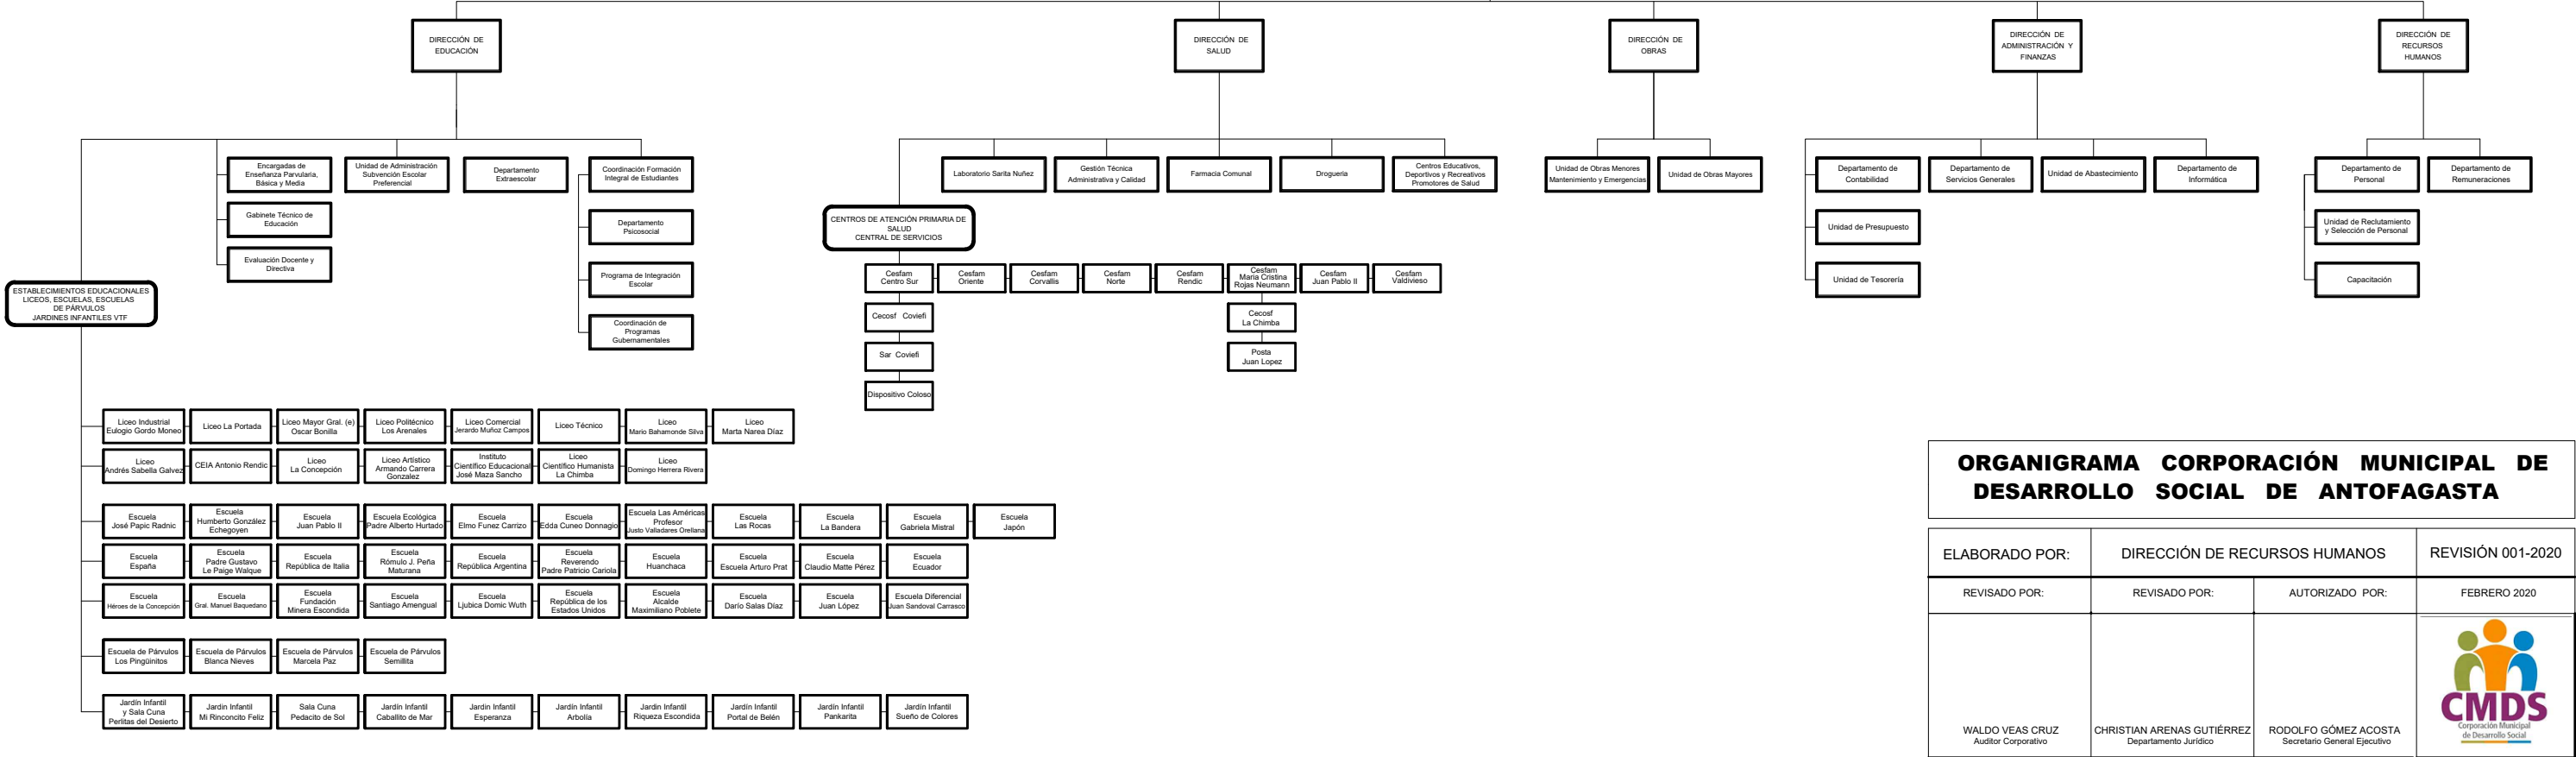 DIRECCIÓN DE
EDUCACIÓN
DIRECCIÓN DE
SALUD
DIRECCIÓN DE
OBRAS
DIRECCIÓN DE
ADMINISTRACIÓN Y
FINANZAS
DIRECCIÓN DE
RECURSOS
HUMANOS
Encargadas de
Enseñanza Parvularia,
Básica y Media
Unidad de Administración
Subvención Escolar
Preferencial
Departamento
Extraescolar
Coordinación Formación
Integral de Estudiantes
Gabinete Técnico de
Educación
Departamento
Psicosocial
Evaluación Docente y
Directiva
Programa de Integración
Escolar
Coordinación de
Programas
Gubernamentales
ESTABLECIMIENTOS EDUCACIONALES
LICEOS, ESCUELAS, ESCUELAS
DE PÁRVULOS
JARDINES INFANTILES VTF
Laboratorio Sarita Nuñez
Gestión Técnica
Administrativa y Calidad
Farmacia Comunal
Drogueria
Centros Educativos,
Deportivos y Recreativos
Promotores de Salud
CENTROS DE ATENCIÓN PRIMARIA DE
SALUD
CENTRAL DE SERVICIOS
Cesfam
Centro Sur
Cesfam
Oriente
Cesfam
Corvallis
Cesfam
Norte
Cesfam
Rendic
Cesfam
Maria Cristina
Rojas Neumann
Cesfam
Juan Pablo II
Cesfam
Valdivieso
Cecosf Coviefi
Sar Coviefi
Dispositivo Coloso
Cecosf
La Chimba
Posta
Juan Lopez
Unidad de Obras Menores
Mantenimiento y Emergencias
Unidad de Obras Mayores
Departamento de
Contabilidad
Departamento de
Servicios Generales
Unidad de Abastecimiento
Departamento de
Informática
Unidad de Presupuesto
Unidad de Tesorería
Departamento de
Personal
Departamento de
Remuneraciones
Unidad de Reclutamiento
y Selección de Personal
Capacitación
Liceo Industrial
Eulogio Gordo Moneo
Liceo La Portada
Liceo Mayor Gral. (e)
Oscar Bonilla
Liceo Politécnico
Los Arenales
Liceo Comercial
Jerardo Muñoz Campos
Liceo Técnico
Liceo
Mario Bahamonde Silva
Liceo
Marta Narea Díaz
Liceo
Andrés Sabella Galvez
CEIA Antonio Rendic
Liceo
La Concepción
Liceo Artístico
Armando Carrera
Gonzalez
Instituto
Científico Educacional
José Maza Sancho
Liceo
Científico Humanista
La Chimba
Liceo
Domingo Herrera Rivera
Escuela
José Papic Radnic
Escuela
Humberto González
Echegoyen
Escuela
Juan Pablo II
Escuela Ecológica
Padre Alberto Hurtado
Escuela
Elmo Funez Carrizo
Escuela
Edda Cuneo Donnagio
Escuela Las Américas
Profesor
Justo Valladares Orellana
Escuela
Las Rocas
Escuela
La Bandera
Escuela
Gabriela Mistral
Escuela
Japón
Escuela
España
Escuela
Padre Gustavo
Le Paige Walque
Escuela
República de Italia
Escuela
Rómulo J. Peña
Maturana
Escuela
República Argentina
Escuela
Reverendo
Padre Patricio Cariola
Escuela
Huanchaca
Escuela
Escuela Arturo Prat
Escuela
Claudio Matte Pérez
Escuela
Ecuador
Escuela
Héroes de la Concepción
Escuela
Gral. Manuel Baquedano
Escuela
Fundación
Minera Escondida
Escuela
Santiago Amengual
Escuela
Ljubica Domic Wuth
Escuela
República de los
Estados Unidos
Escuela
Alcalde
Maximiliano Poblete
Escuela
Darío Salas Díaz
Escuela
Juan López
Escuela Diferencial
Juan Sandoval Carrasco
Escuela de Párvulos
Los Pingüinitos
Escuela de Párvulos
Blanca Nieves
Escuela de Párvulos
Marcela Paz
Escuela de Párvulos
Semillita
Jardín Infantil
y Sala Cuna
Perlitas del Desierto
Jardin Infantil
Mi Rinconcito Feliz
Sala Cuna
Pedacito de Sol
Jardín Infantil
Caballito de Mar
Jardin Infantil
Esperanza
Jardín Infantil
Arbolia
Jardin Infantil
Riqueza Escondida
Jardín Infantil
Portal de Belén
Jardín Infantil
Pankarita
Jardín Infantil
Sueño de Colores
ORGANIGRAMA CORPORACIÓN MUNICIPAL DE
DESARROLLO SOCIAL DE ANTOFAGASTA
ELABORADO POR:
DIRECCIÓN DE RECURSOS HUMANOS
REVISIÓN 001-2020
REVISADO POR:
REVISADO POR:
AUTORIZADO POR:
FEBRERO 2020
WALDO VEAS CRUZ
Auditor Corporativo
CHRISTIAN ARENAS GUTIÉRREZ
Departamento Jurídico
RODOLFO GÓMEZ ACOSTA
Secretario General Ejecutivo
CMDS
Corporación Municipal
de Desarrollo Social